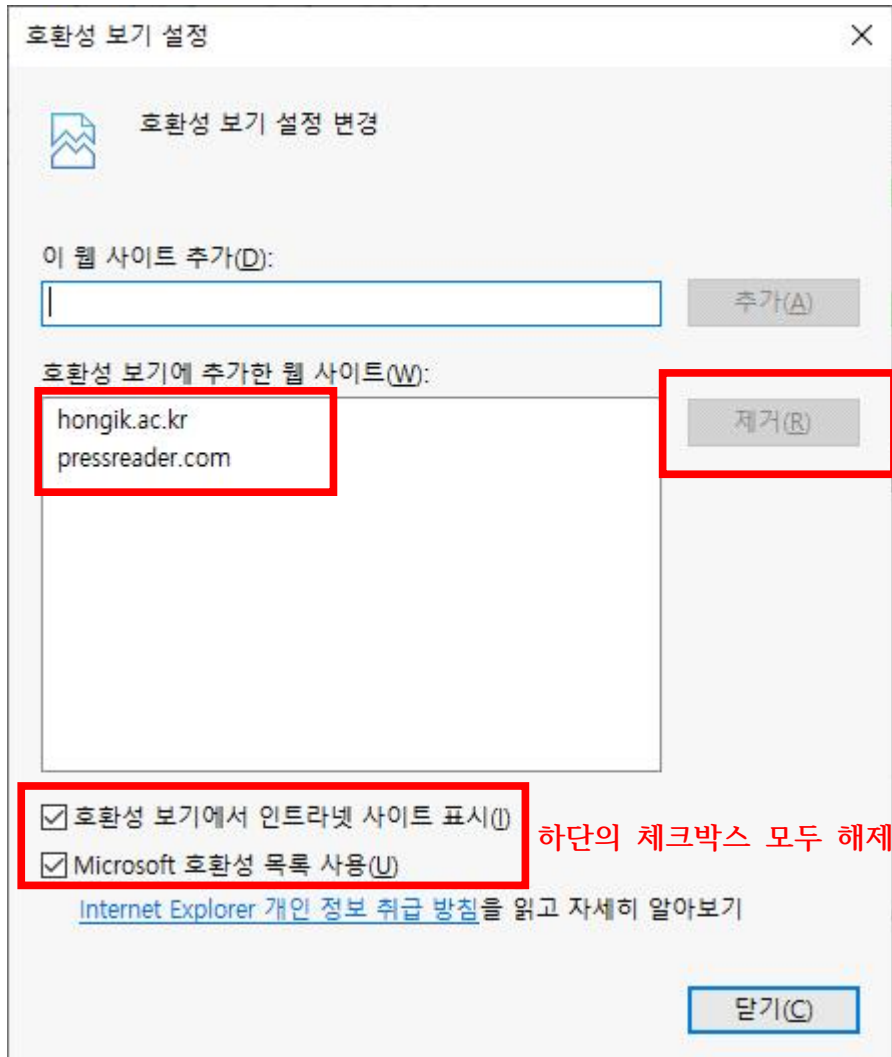 호환성 보기 설정
호환성 보기 설정 변경
이 웹 사이트 추가(D):
추가(A)
호환성 보기에 추가한 웹 사이트(W):
hongik.ac.kr
제거(R)
pressreader.com
호환성 보기에서 인트라넷 사이트 표시(I)
하단의 체크박스 모두 해제
Microsoft 호환성 목록 사용(U)
Internet Explorer 개인 정보 취급 방침을 읽고 자세히 알아보기
닫기(C)